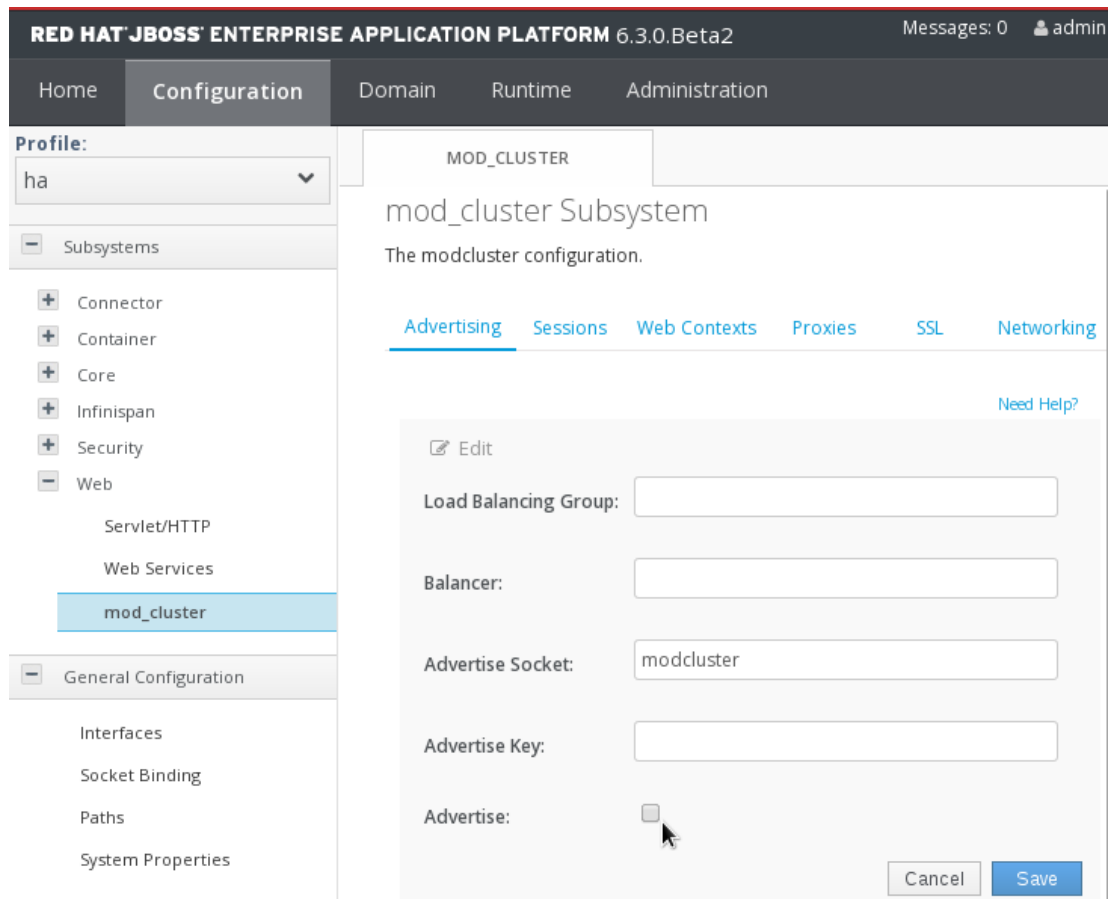 RED HAT JBOSS ENTERPRISE APPLICATION PLATFORM 6.3.0.Beta2 Messages: 0 admin
Home Configuration Domain Runtime Administration
Profile:
ha
Subsystems
Connector
Container
Core
Infinispan
Security
Web
Servlet/HTTP
Web Services
mod_cluster
General Configuration
Interfaces
Socket Binding
Paths
System Properties
MOD_CLUSTER
mod_cluster Subsystem
The modcluster configuration.
Advertising Sessions Web Contexts Proxies SSL Networking
Need Help?
Edit
Load Balancing Group:
Balancer:
Advertise Socket: modcluster
Advertise Key:
Advertise:
Cancel Save